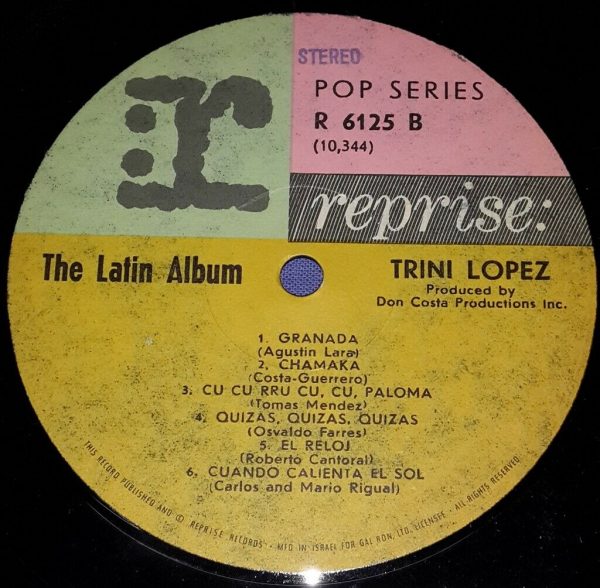 STEREO
POP SERIES
R 6125 B
(10,344)
:r
reprise:
The Latin Album
TRINI LOPEZ
Produced by
Don Costa Productions Inc.
1. GRANADA
(Agustin Lara)
2. CHAMAKA
(Costa-Guerrero)
3. CU CU RRU CU, CU, PALOMA
(Tomas Mendez)
4. QUIZAS, QUIZAS, QUIZAS
(Osvaldo Farres)
5. EL RELOJ
(Roberto Cantoral)
6. CUANDO CALIENTA EL SOL
(Carlos and Mario Rigual)
THIS RECORD PUBLISHED AND Ⓒ REPRISE RECORDS - MFD IN ISRAEL FOR GAL RON, LTD. LICENSEE - ALL RIGHTS RESERVED